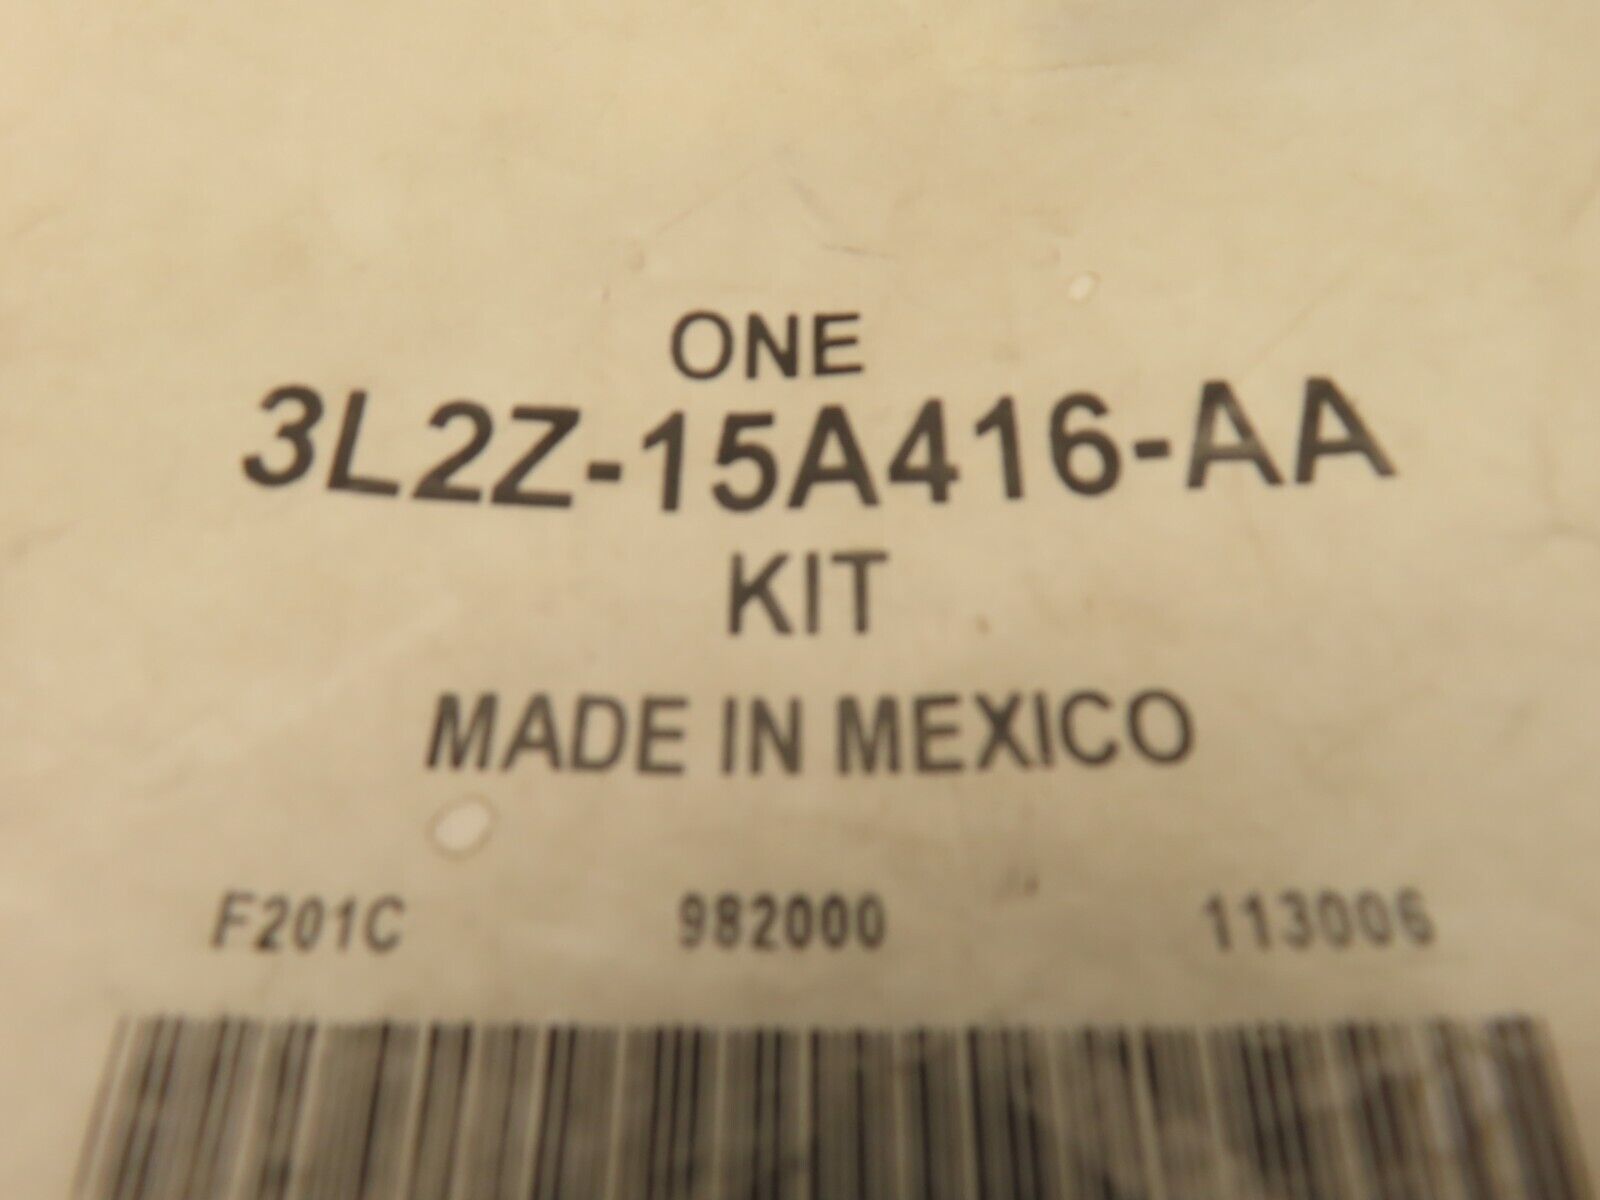 ONE
3L2Z-15A416-AA
KIT
MADE IN MEXICO
F201C 982000 113006